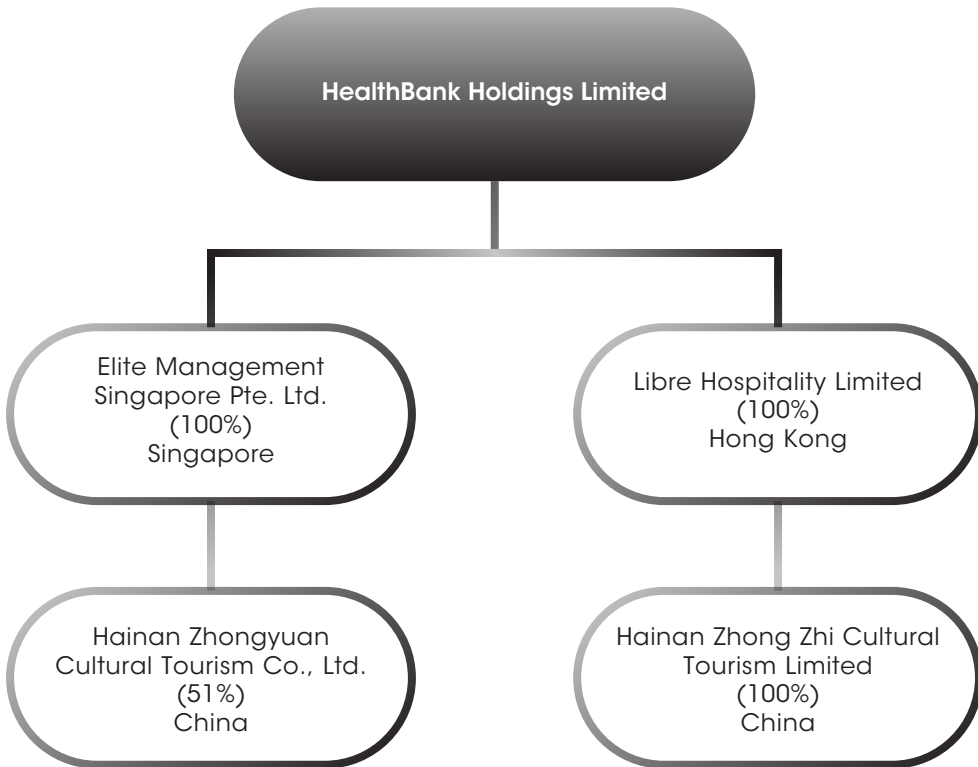 HealthBank Holdings Limited
Elite Management
Singapore Pte. Ltd.
(100%)
Singapore
Libre Hospitality Limited
(100%)
Hong Kong
Hainan Zhongyuan
Cultural Tourism Co., Ltd.
(51%)
China
Hainan Zhong Zhi Cultural
Tourism Limited
(100%)
China